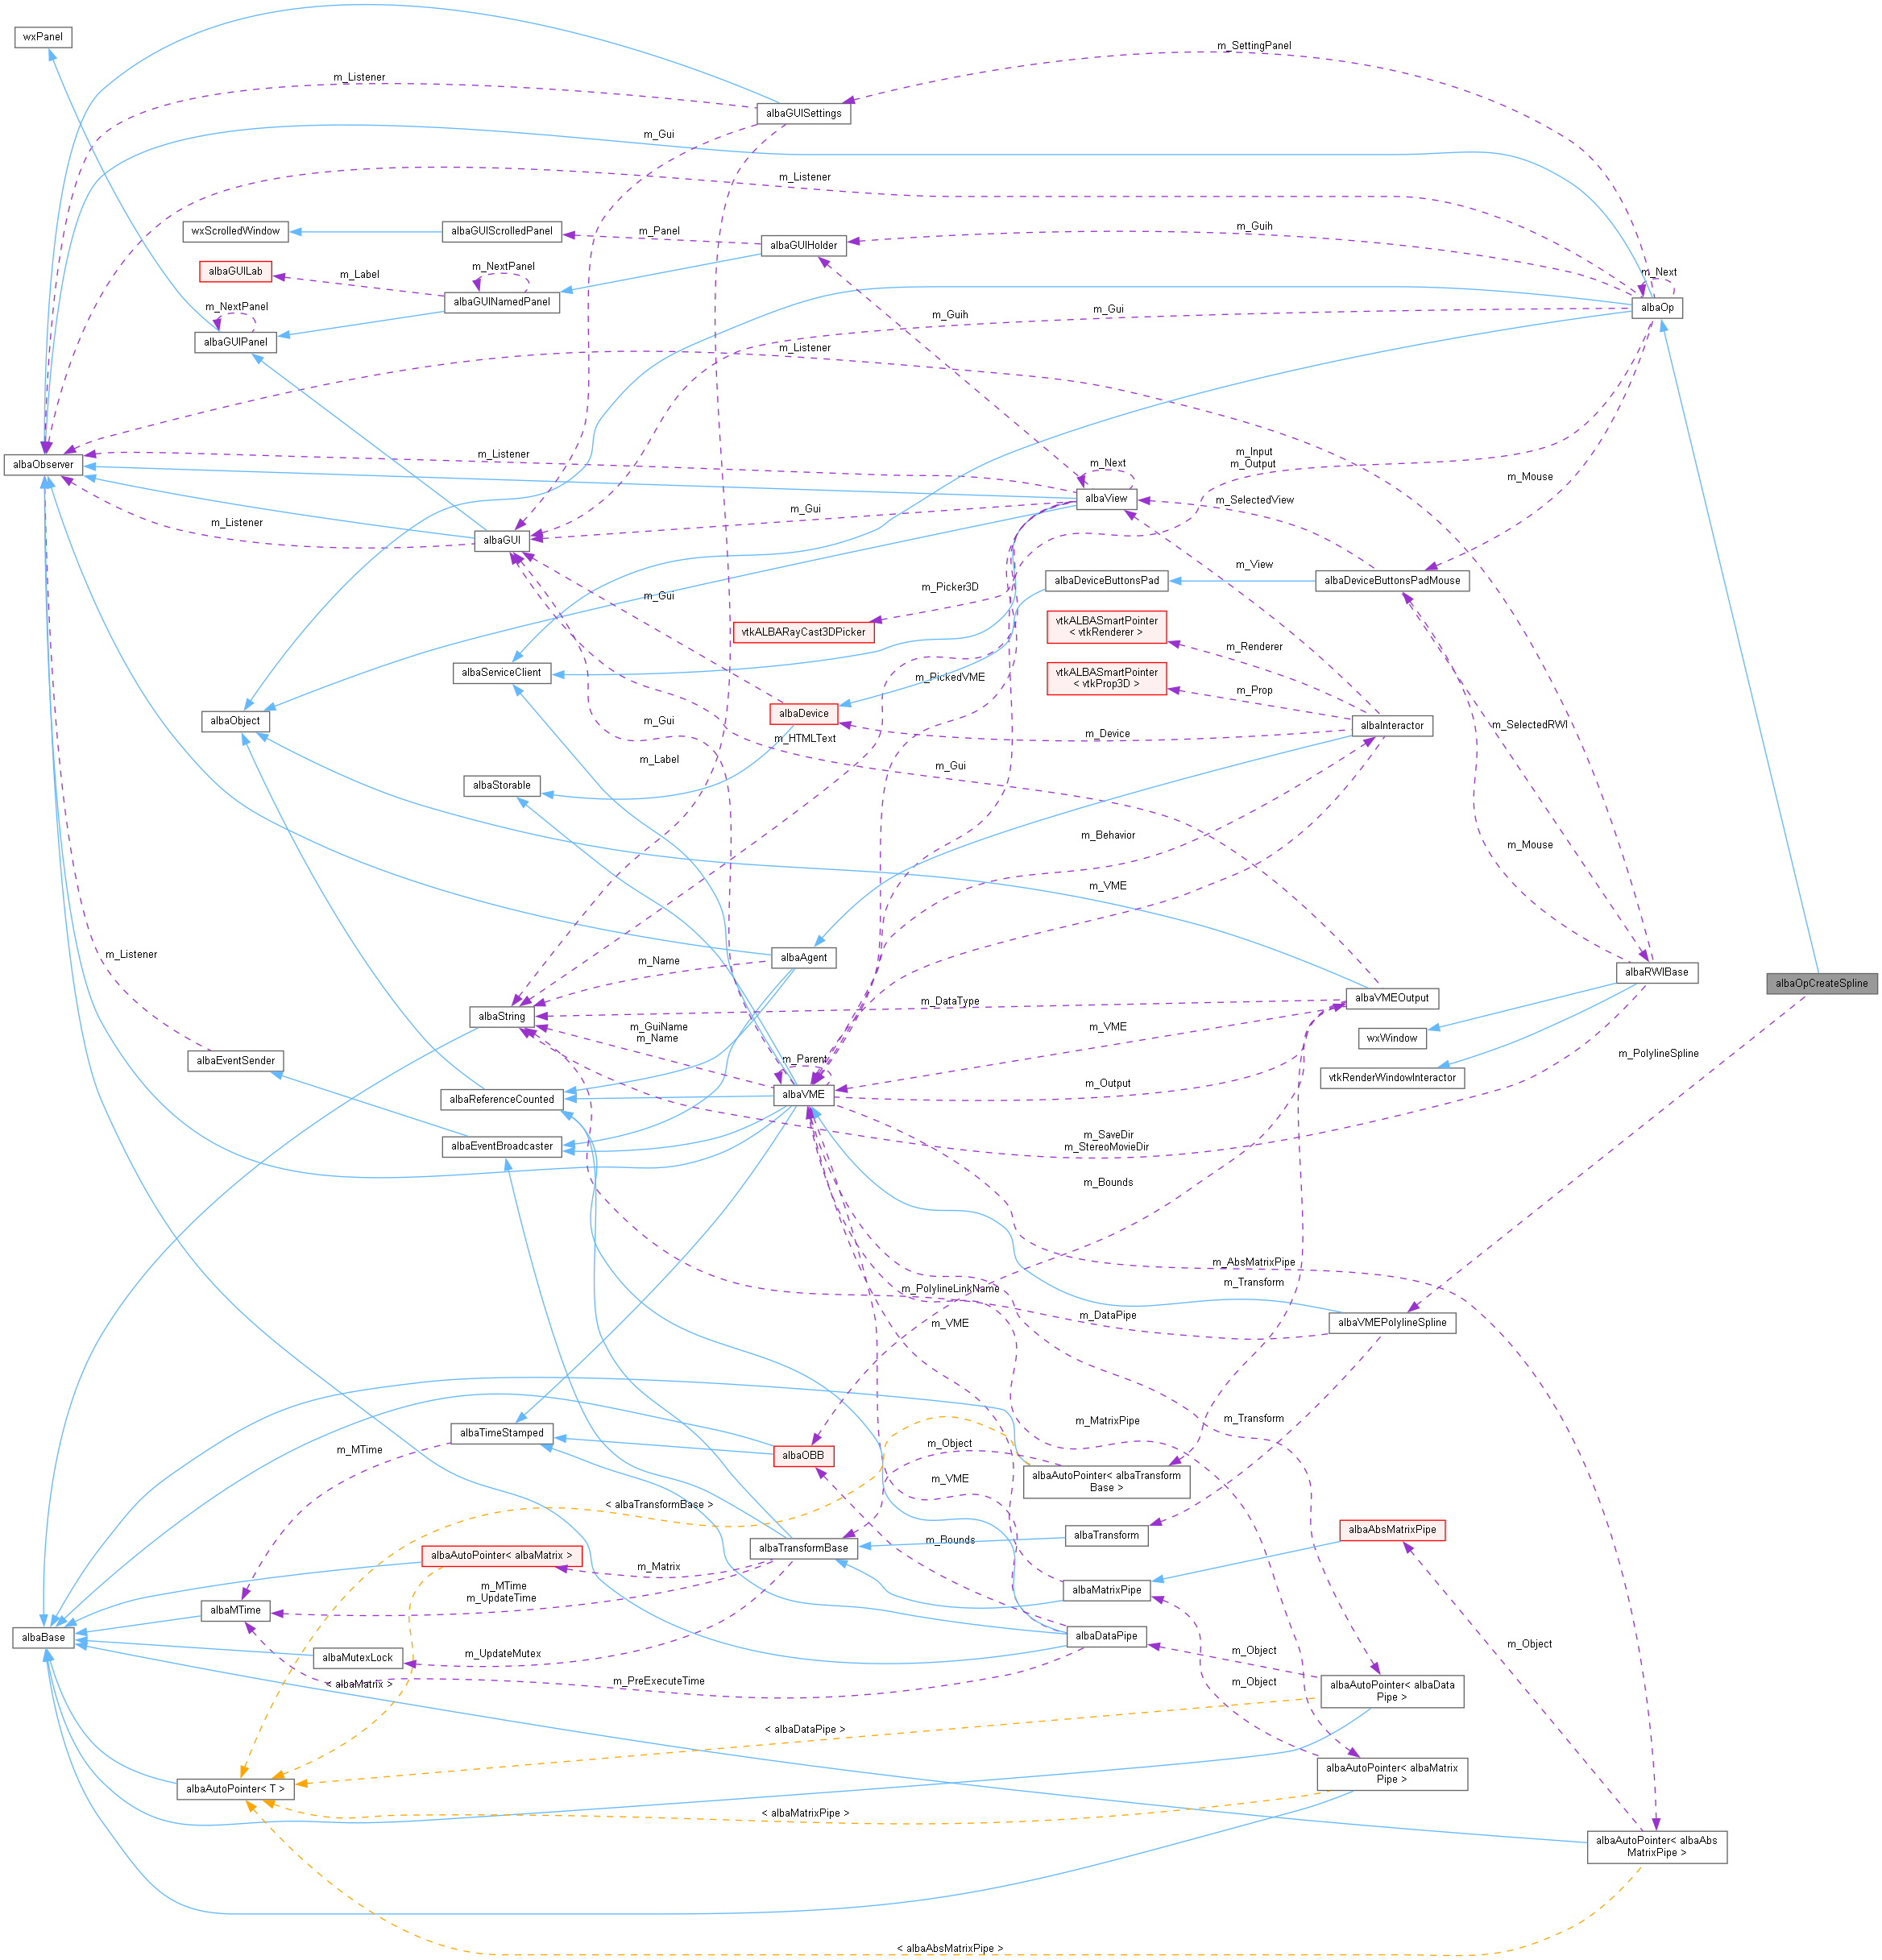 wxPanel
m_SettingPanel
m_Listener
albaGUISettings
m_Gui
m_Listener
wxScrolledWindow
albaGUIScrolledPanel
m_Panel
albaGUIHolder
m_Guih
albaGUILab
m_Label
m_NextPanel
albaGUINamedPanel
m_Next
albaOp
m_NextPanel
albaGUIPanel
m_Guih
m_Gui
m_Listener
albaObserver
m_Listener
m_Next
m_Input
m_Output
albaView
m_SelectedView
m_Mouse
m_Gui
m_Listener
albaGUI
m_View
albaDeviceButtonsPad
albaDeviceButtonsPadMouse
m_Picker3D
m_Gui
vtkALBARayCast3DPicker
vtkALBASmartPointer
< vtkRenderer >
m_Renderer
albaServiceClient
m_PickedVME
vtkALBASmartPointer
< vtkProp3D >
m_Prop
albaObject
m_Gui
albaDevice
m_HTMLText
albaInteractor
m_Device
m_SelectedRWI
m_Label
m_Gui
albaStorable
m_Behavior
m_Mouse
m_VME
m_Listener
m_Name
albaAgent
albaRWIBase
albaOpCreateSpline
albaString
m_DataType
albaVMEOutput
m_GuiName
m_Name
m_VME
wxWindow
albaEventSender
m_Parent
m_PolylineSpline
vtkRenderWindowInteractor
albaReferenceCounted
albaVME
m_Output
albaEventBroadcaster
m_SaveDir
m_StereoMovieDir
m_Bounds
m_AbsMatrixPipe
m_PolylineLinkName
m_Transform
m_DataPipe
albaVMEPolylineSpline
m_VME
albaTimeStamped
m_MatrixPipe
m_Transform
m_MTime
albaOBB
m_Object
albaAutoPointer< albaTransform
Base >
m_VME
< albaTransformBase >
albaTransform
albaAbsMatrixPipe
albaAutoPointer< albaMatrix >
albaTransformBase
m_Bounds
m_Matrix
albaMatrixPipe
m_MTime
m_UpdateTime
albaMTime
albaBase
albaDataPipe
m_Object
m_Object
albaMutexLock
m_UpdateMutex
m_PreExecuteTime
< albaMatrix >
m_Object
albaAutoPointer< albaData
Pipe >
< albaDataPipe >
albaAutoPointer< T >
albaAutoPointer< albaMatrix
Pipe >
< albaMatrixPipe >
albaAutoPointer< albaAbs
MatrixPipe >
< albaAbsMatrixPipe >